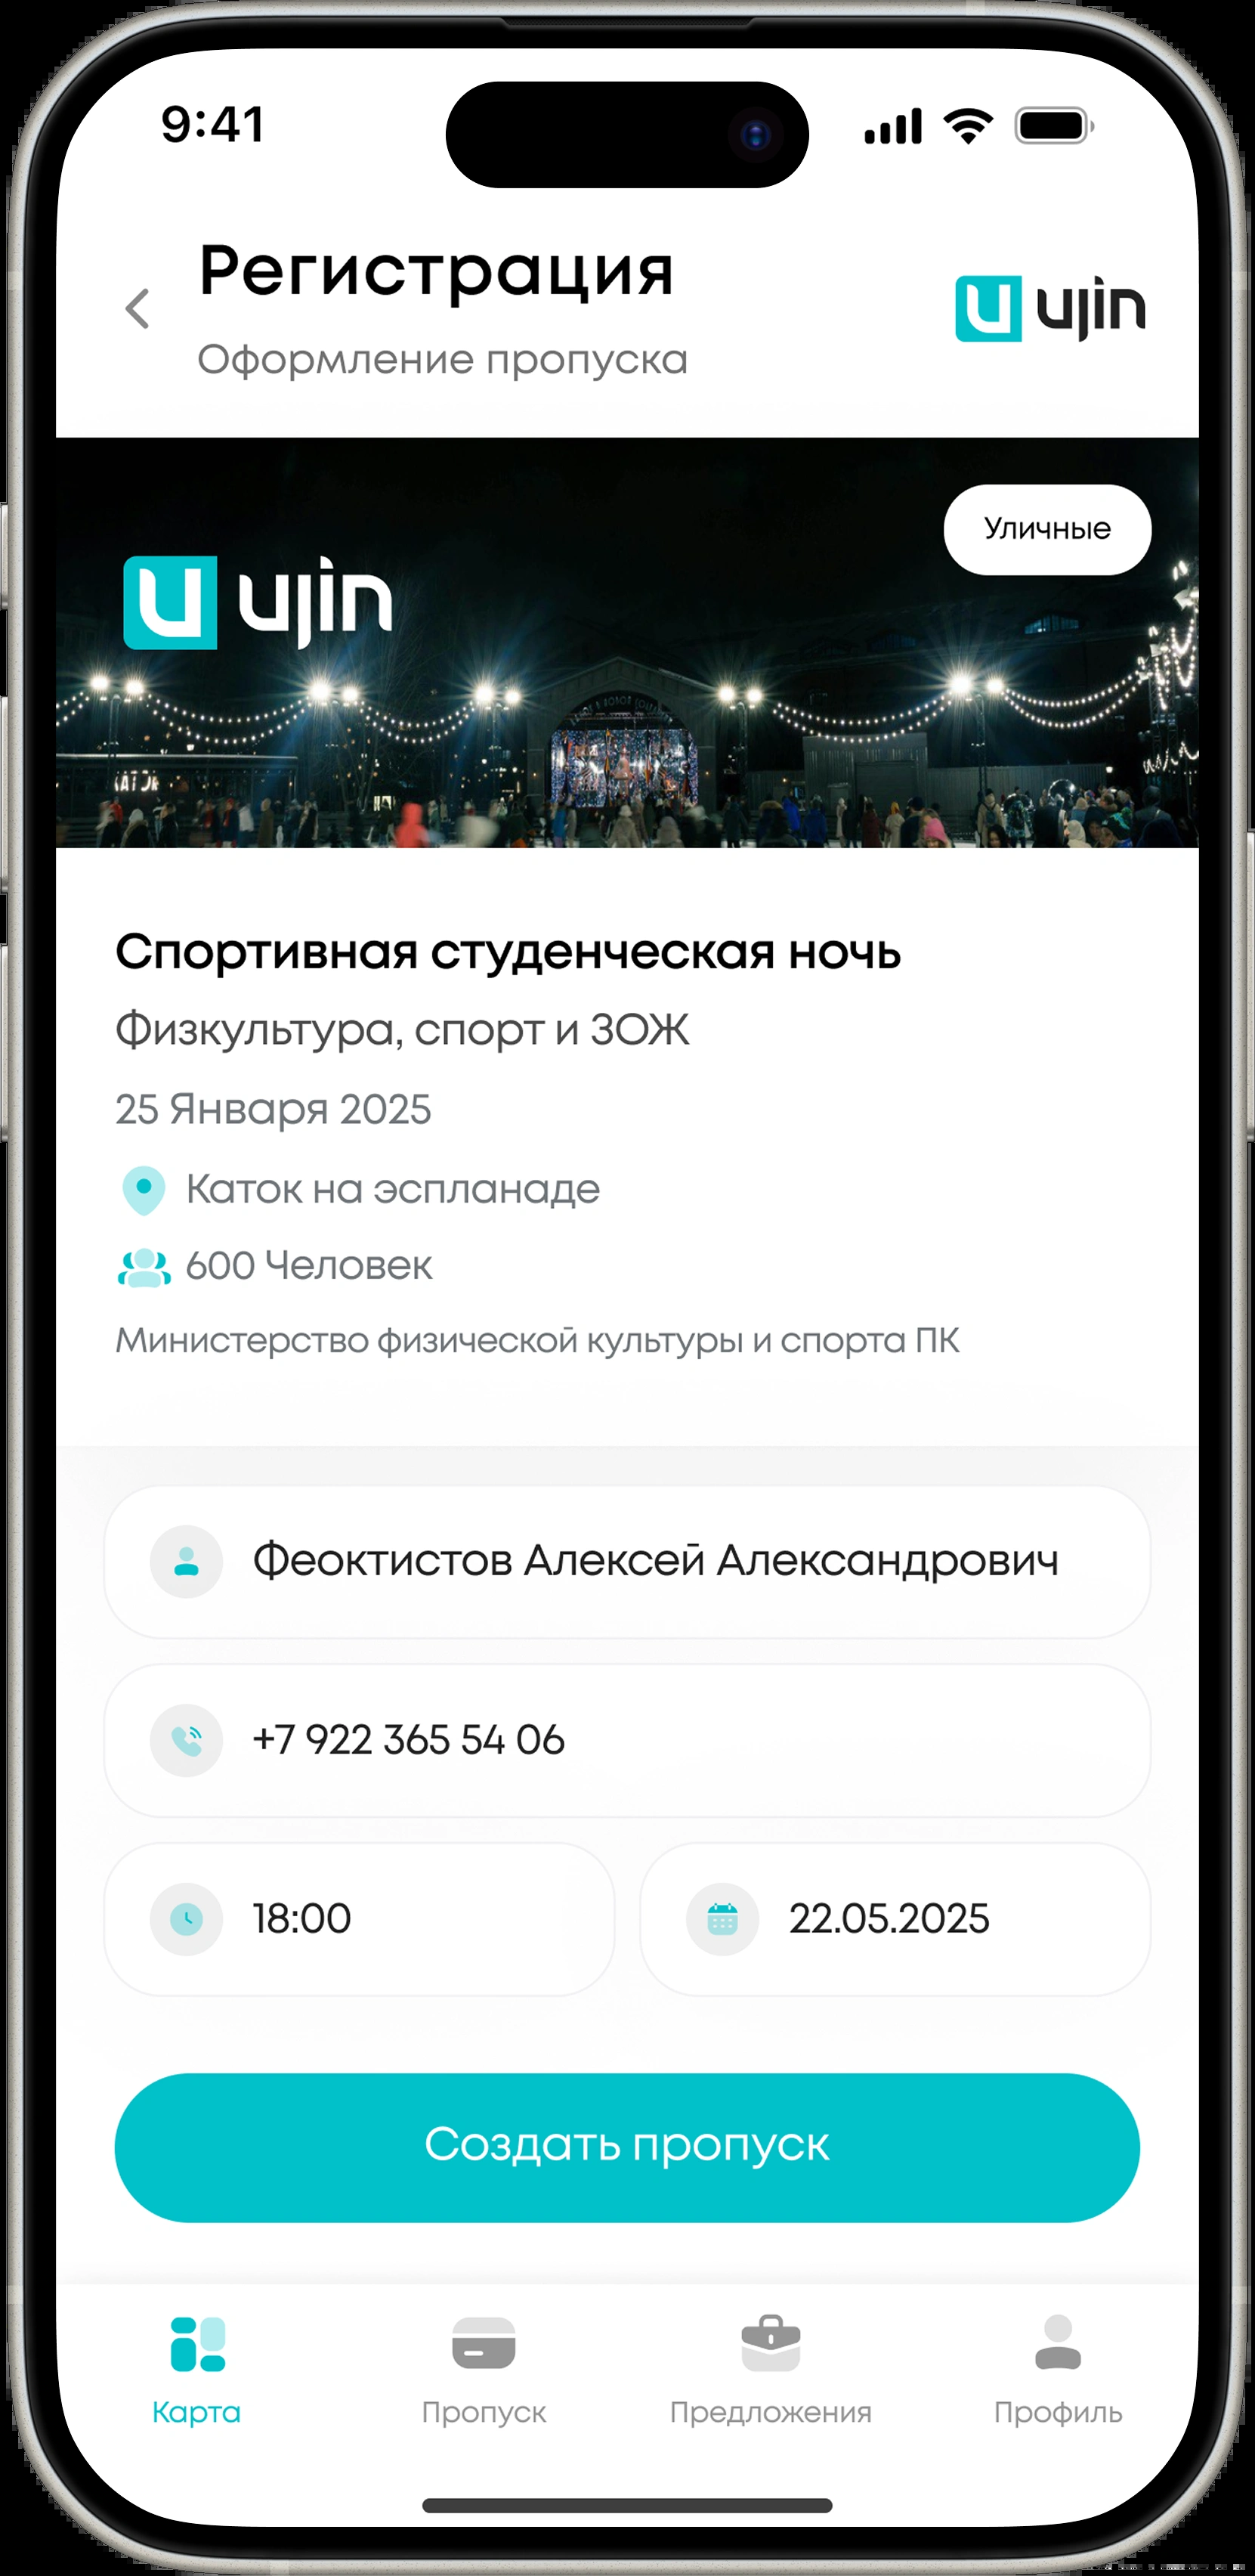 9:41
Регистрация
Оформление пропуска
ujin
Уличные
ujin
КАТОК
Спортивная студенческая ночь
Физкультура, спорт и ЗОЖ
25 Января 2025
Каток на эспланаде
600 Человек
Министерство физической культуры и спорта ПК
Феоктистов Алексей Александрович
+7 922 365 54 06
18:00
22.05.2025
Создать пропуск
Карта
Пропуск
Предложения
Профиль